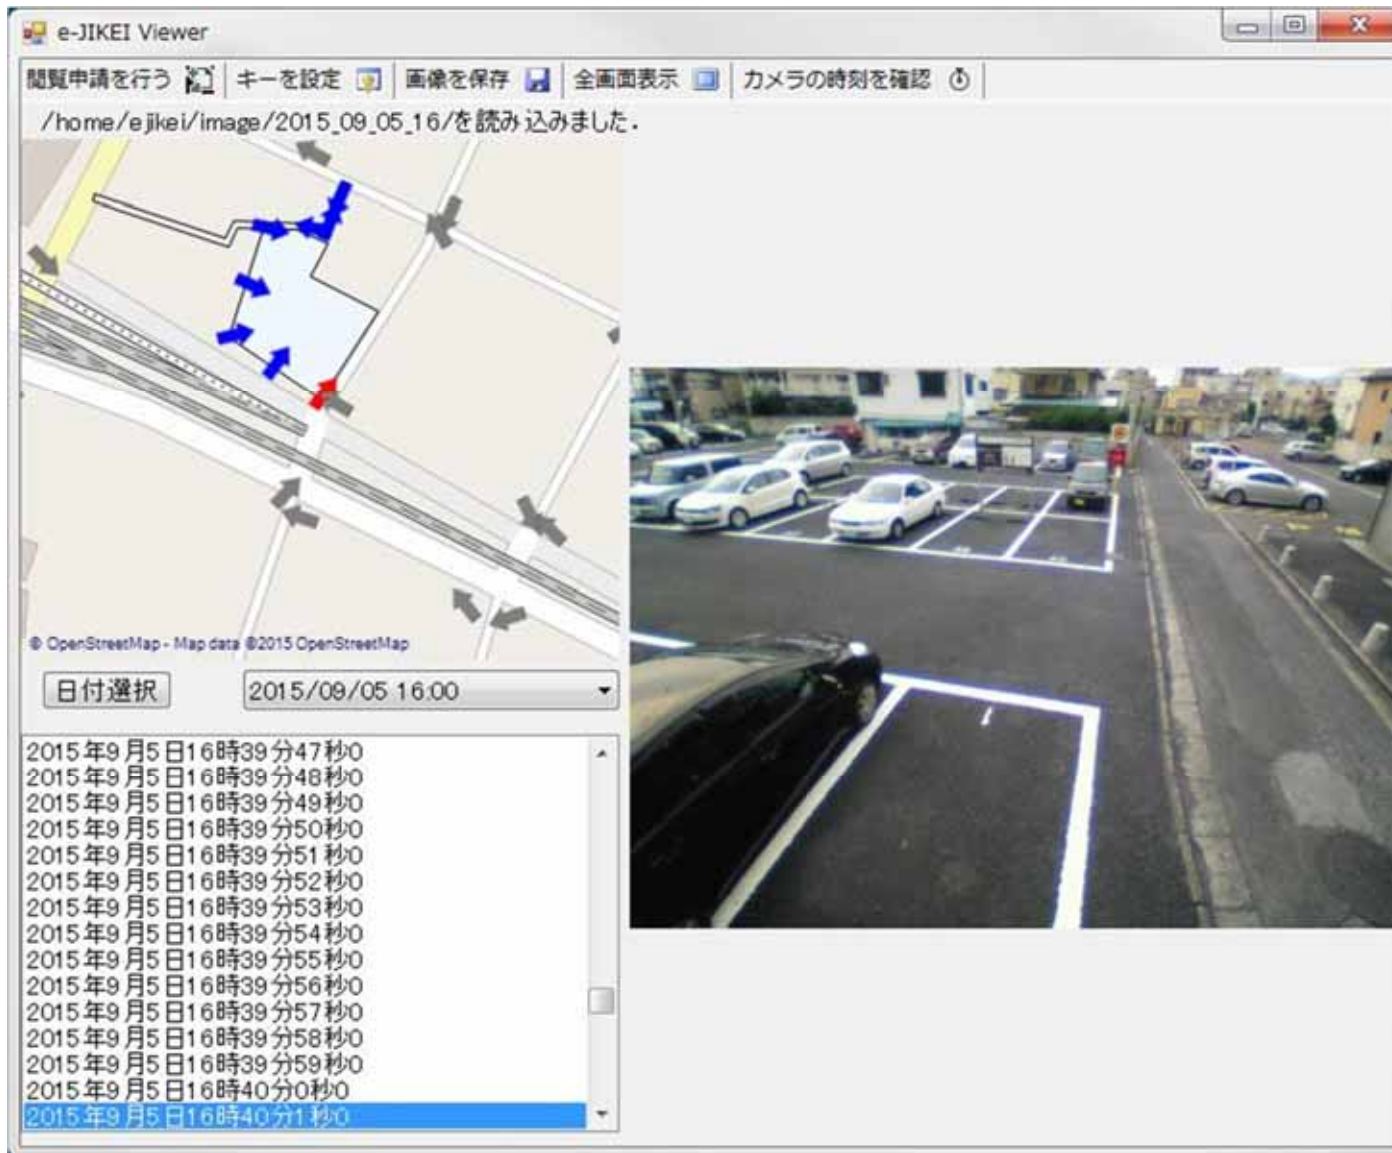 e-JIKEI Viewer
閲覧申請を行う キーを設定 画像を保存 全画面表示 カメラの時刻を確認
/home/ejikei/image/2015_09_05_16/を読み込みました.
© OpenStreetMap - Map data ©2015 OpenStreetMap
日付選択 2015/09/05 16:00
2015年9月5日16時39分47秒0
2015年9月5日16時39分48秒0
2015年9月5日16時39分49秒0
2015年9月5日16時39分50秒0
2015年9月5日16時39分51秒0
2015年9月5日16時39分52秒0
2015年9月5日16時39分53秒0
2015年9月5日16時39分54秒0
2015年9月5日16時39分55秒0
2015年9月5日16時39分56秒0
2015年9月5日16時39分57秒0
2015年9月5日16時39分58秒0
2015年9月5日16時39分59秒0
2015年9月5日16時40分0秒0
2015年9月5日16時40分1秒0